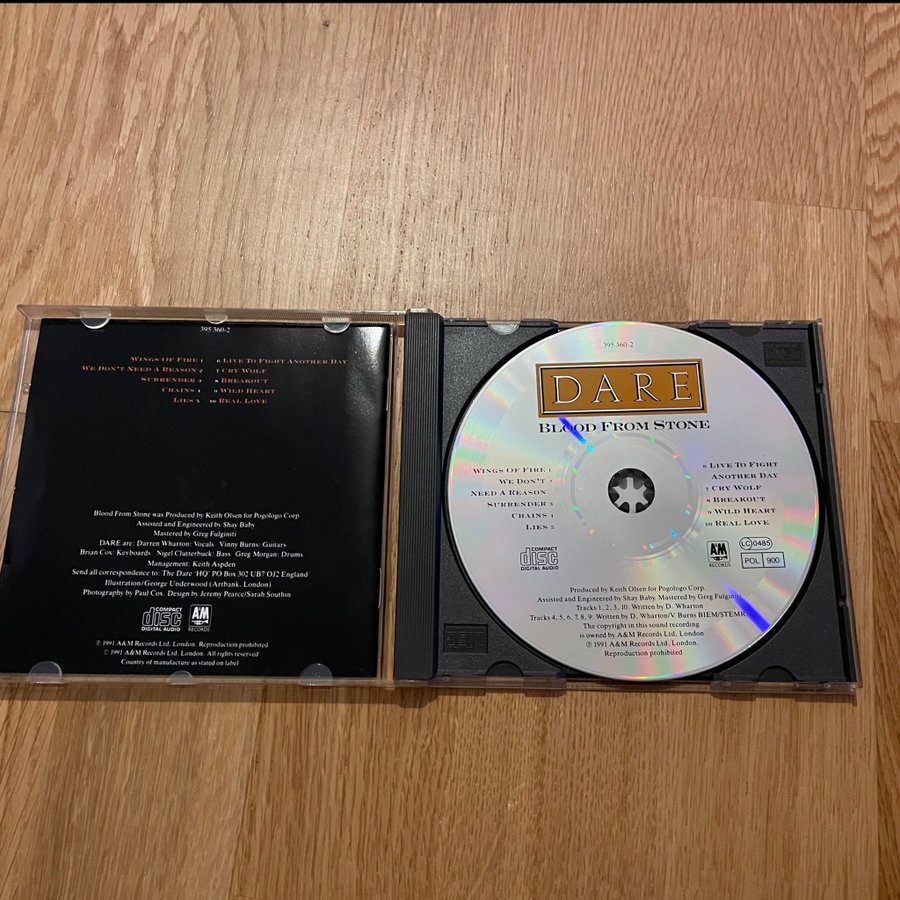 395 360-2
WINGS OF FIRE 1
WE DON'T NEED A REASON 2
SURRENDER 3
CHAINS 4
LIES 5
6 LIVE TO FIGHT ANOTHER DAY
7 CRY WOLF
8 BREAKOUT
9 WILD HEART
10 REAL LOVE
Blood From Stone was Produced by Keith Olsen for Pogologo Corp
Assisted and Engineered by Shay Baby
Mastered by Greg Fulginiti
DARE are: Darren Wharton: Vocals Vinny Burns: Guitars
Brian Cox: Keyboards Nigel Clutterbuck: Bass Greg Morgan: Drums
Management: Keith Aspden
Send all correspondence to: The Dare 'HQ' PO Box 302 UB7 OJ2 England
Illustration/George Underwood (Artbank, London)
Photography by Paul Cox. Design by Jeremy Pearce/Sarah Southin
COMPACT
disc
DIGITAL AUDIO
A&M
RECORDS
℗ 1991 A&M Records Ltd. London. Reproduction prohibited
© 1991 A&M Records Ltd. London. All rights reserved
Country of manufacture as stated on label
395 360-2
DARE
BLOOD FROM STONE
WINGS OF FIRE 1
WE DON'T 2
NEED A REASON
SURRENDER 3
CHAINS 4
LIES 5
6 LIVE TO FIGHT
ANOTHER DAY
7 CRY WOLF
8 BREAKOUT
9 WILD HEART
10 REAL LOVE
COMPACT
disc
DIGITAL AUDIO
A&M
RECORDS
LC 0485
POL 900
Produced by Keith Olsen for Pogologo Corp.
Assisted and Engineered by Shay Baby. Mastered by Greg Fulginiti
Tracks 1, 2, 3, 10: Written by D. Wharton
Tracks 4, 5, 6, 7, 8, 9: Written by D. Wharton/V. Burns BIEM/STEMRA
The copyright in this sound recording
is owned by A&M Records Ltd. London
℗ 1991 A&M Records Ltd. London.
Reproduction prohibited